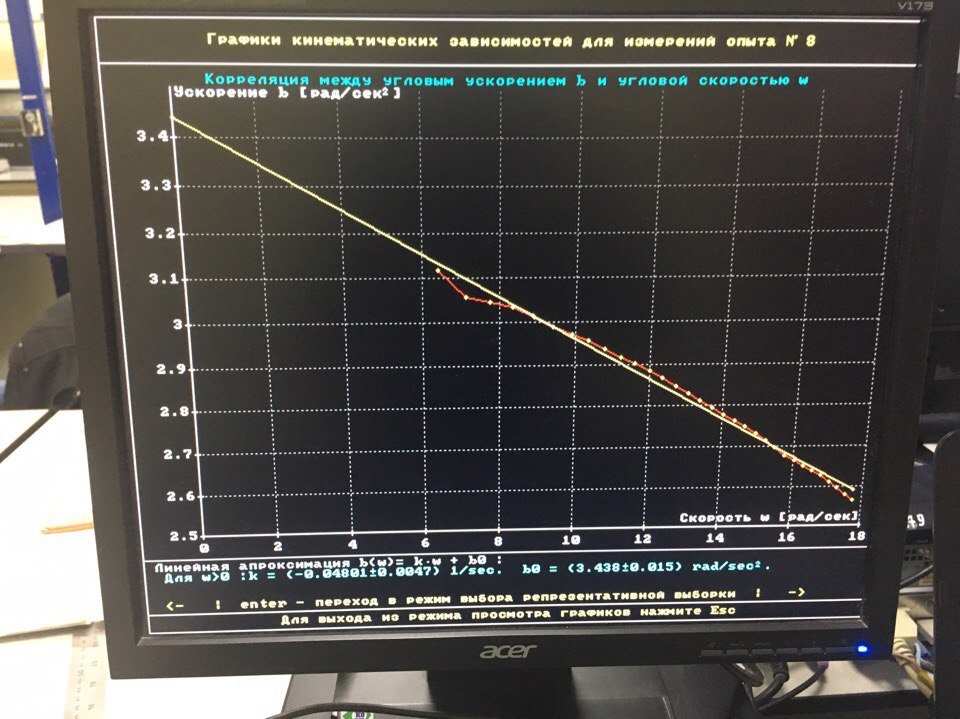 V173
Графики кинематических зависимостей для измерений опыта № 8
Корреляция между угловым ускорением b и угловой скоростью w
Ускорение b [рад/сек²]
3.4
3.3
3.2
3.1
3
2.9
2.8
2.7
2.6
2.5
Скорость w [рад/сек]
0 2 4 6 8 10 12 14 16 18
Линейная апроксимация b(w)= k·w + b0 :
Для w>0 :k = (-0.04801±0.0047) 1/sec. b0 = (3.438±0.015) rad/sec².
<- ¦ enter - переход в режим выбора репрезентативной выборки ¦ ->
Для выхода из режима просмотра графиков нажмите Esc
acer